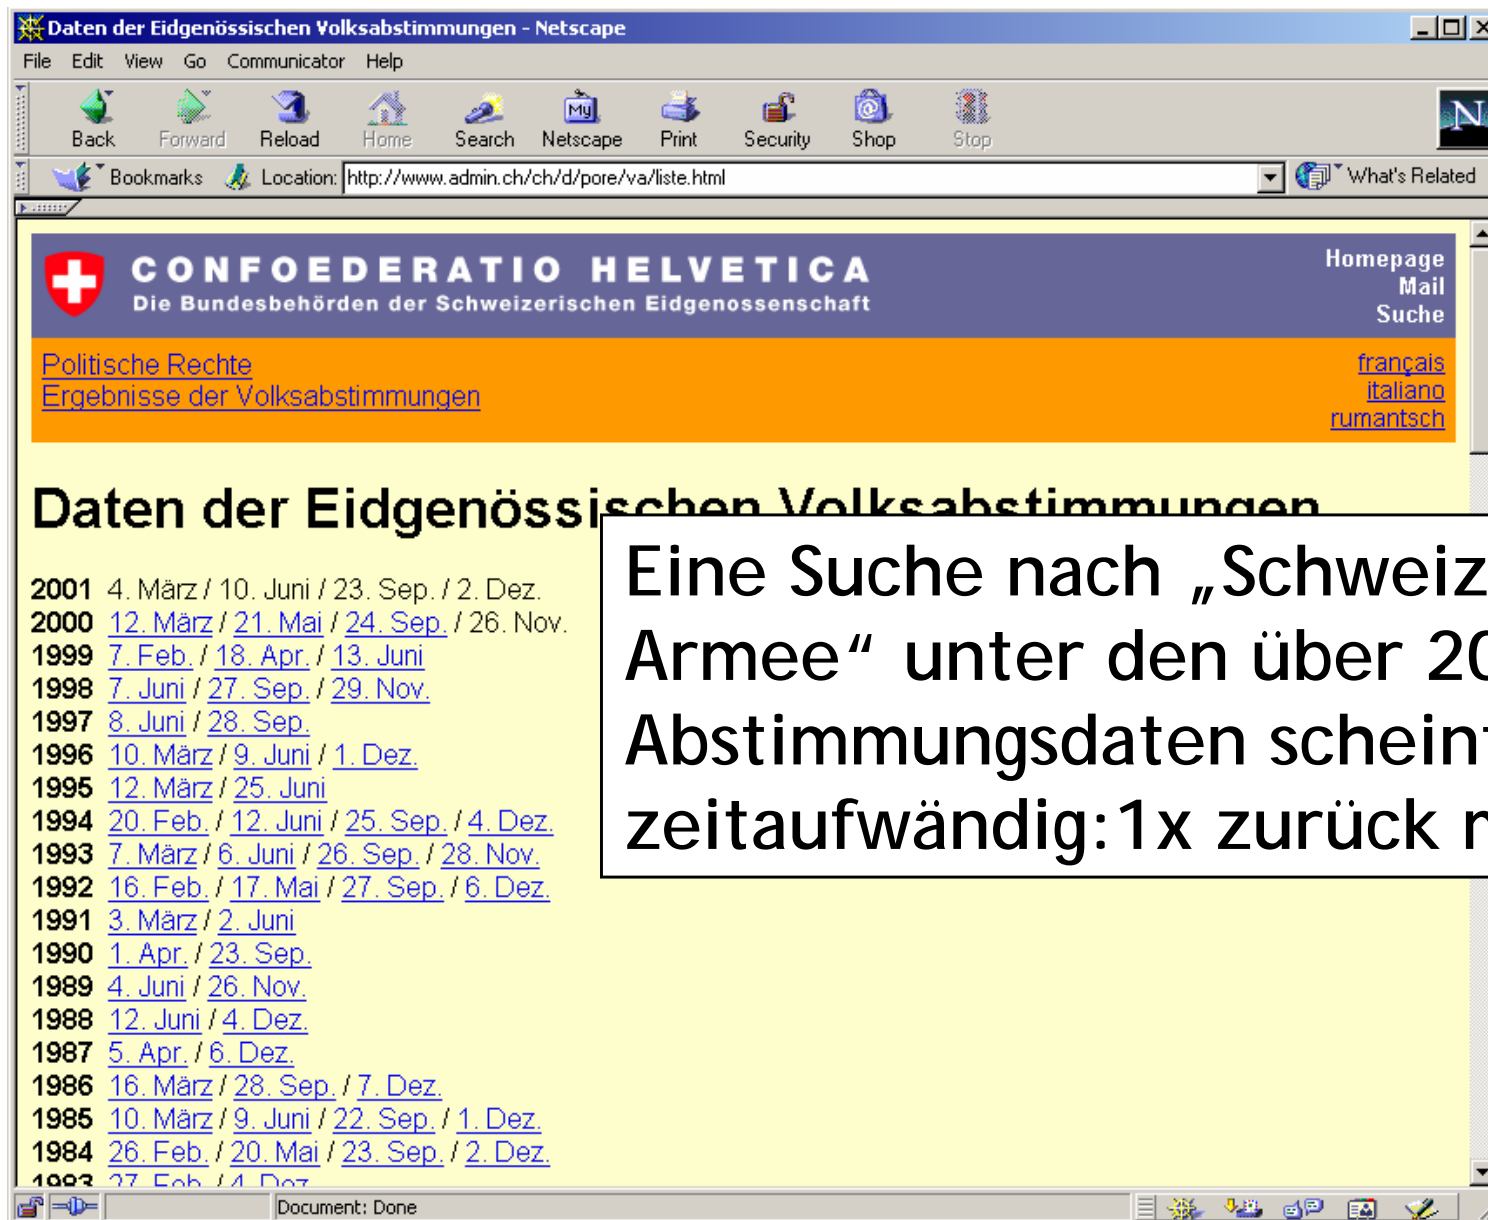 Daten der Eidgenössischen Volksabstimmungen - Netscape
File Edit View Go Communicator Help
Back Forward Reload Home Search Netscape Print Security Shop Stop
My
N
Bookmarks Location: http://www.admin.ch/ch/d/pore/va/liste.html What's Related
CONFOEDERATIO HELVETICA
Die Bundesbehörden der Schweizerischen Eidgenossenschaft
Homepage
Mail
Suche
Politische Rechte
Ergebnisse der Volksabstimmungen
français
italiano
rumantsch
Daten der Eidgenössischen Volksabstimmungen
2001 4. März / 10. Juni / 23. Sep. / 2. Dez.
2000 12. März / 21. Mai / 24. Sep. / 26. Nov.
1999 7. Feb. / 18. Apr. / 13. Juni
1998 7. Juni / 27. Sep. / 29. Nov.
1997 8. Juni / 28. Sep.
1996 10. März / 9. Juni / 1. Dez.
1995 12. März / 25. Juni
1994 20. Feb. / 12. Juni / 25. Sep. / 4. Dez.
1993 7. März / 6. Juni / 26. Sep. / 28. Nov.
1992 16. Feb. / 17. Mai / 27. Sep. / 6. Dez.
1991 3. März / 2. Juni
1990 1. Apr. / 23. Sep.
1989 4. Juni / 26. Nov.
1988 12. Juni / 4. Dez.
1987 5. Apr. / 6. Dez.
1986 16. März / 28. Sep. / 7. Dez.
1985 10. März / 9. Juni / 22. Sep. / 1. Dez.
1984 26. Feb. / 20. Mai / 23. Sep. / 2. Dez.
1983 27. Feb. / 4. Dez.
Eine Suche nach „Schweiz
Armee“ unter den über
Abstimmungsdaten
zeitaufwändig:1x zurück
Document: Done